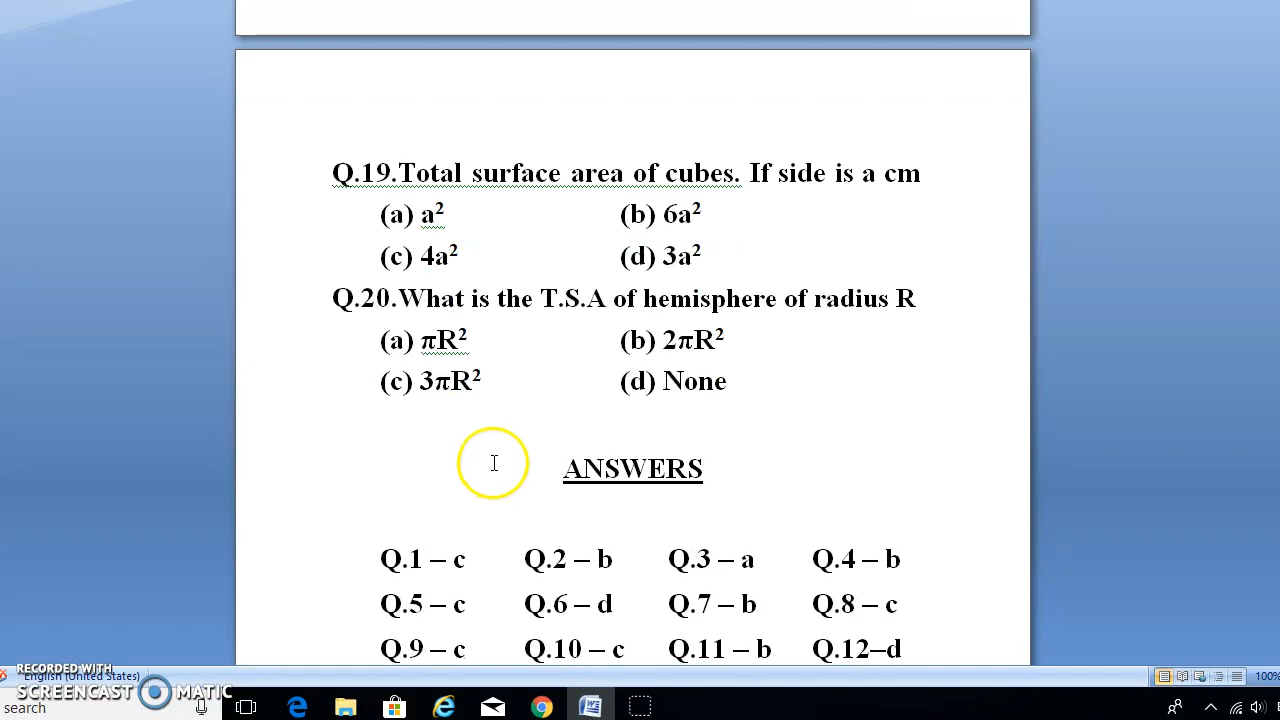 Q.19.Total surface area of cubes. If side is a cm
(a) a² (b) 6a²
(c) 4a² (d) 3a²
Q.20.What is the T.S.A of hemisphere of radius R
(a) πR² (b) 2πR²
(c) 3πR² (d) None
ANSWERS
Q.1 – c Q.2 – b Q.3 – a Q.4 – b
Q.5 – c Q.6 – d Q.7 – b Q.8 – c
Q.9 – c Q.10 – c Q.11 – b Q.12–d
RECORDED WITH
English (United States) 100%
SCREENCAST MATIC
search